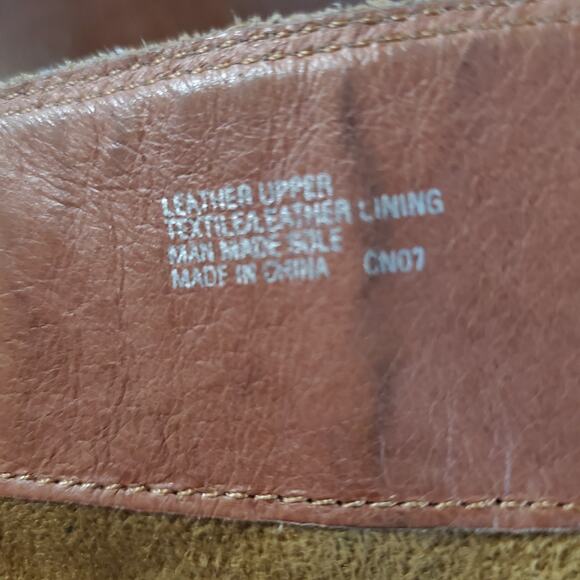 LEATHER UPPER
TEXTILE/LEATHER LINING
MAN MADE SOLE
MADE IN CHINA CN07